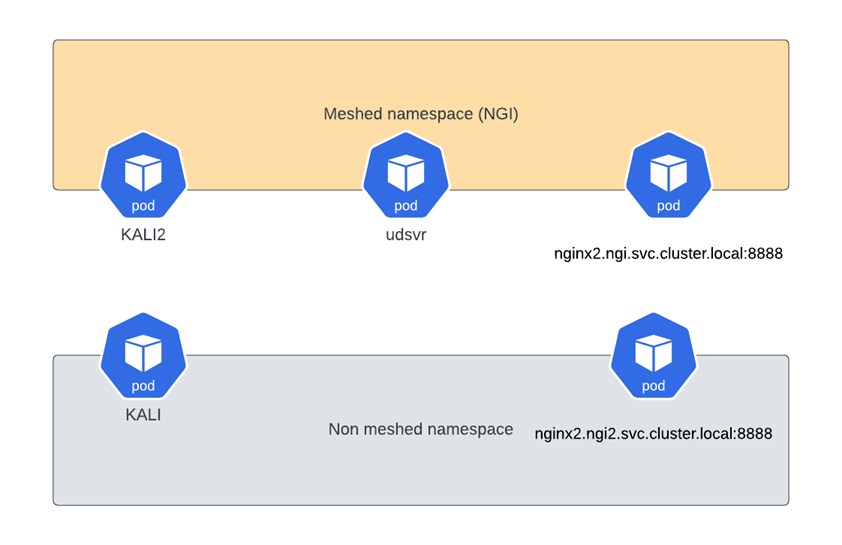 Meshed namespace (NGI)
pod
pod
pod
KALI2
udsvr
nginx2.ngi.svc.cluster.local:8888
pod
pod
KALI
Non meshed namespace
nginx2.ngi2.svc.cluster.local:8888